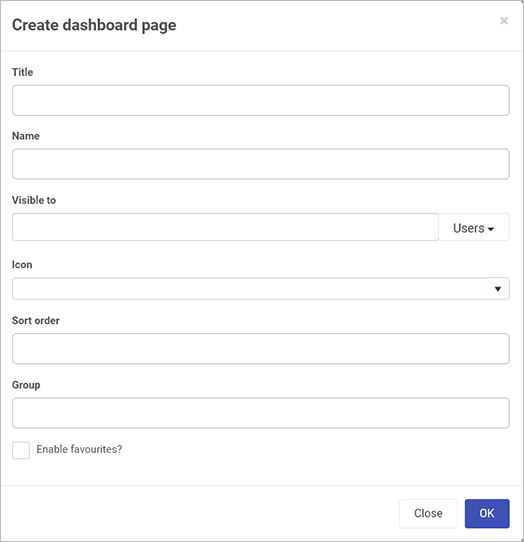 Create dashboard page ×
Title
Name
Visible to
Users
Icon
Sort order
Group
Enable favourites?
Close OK